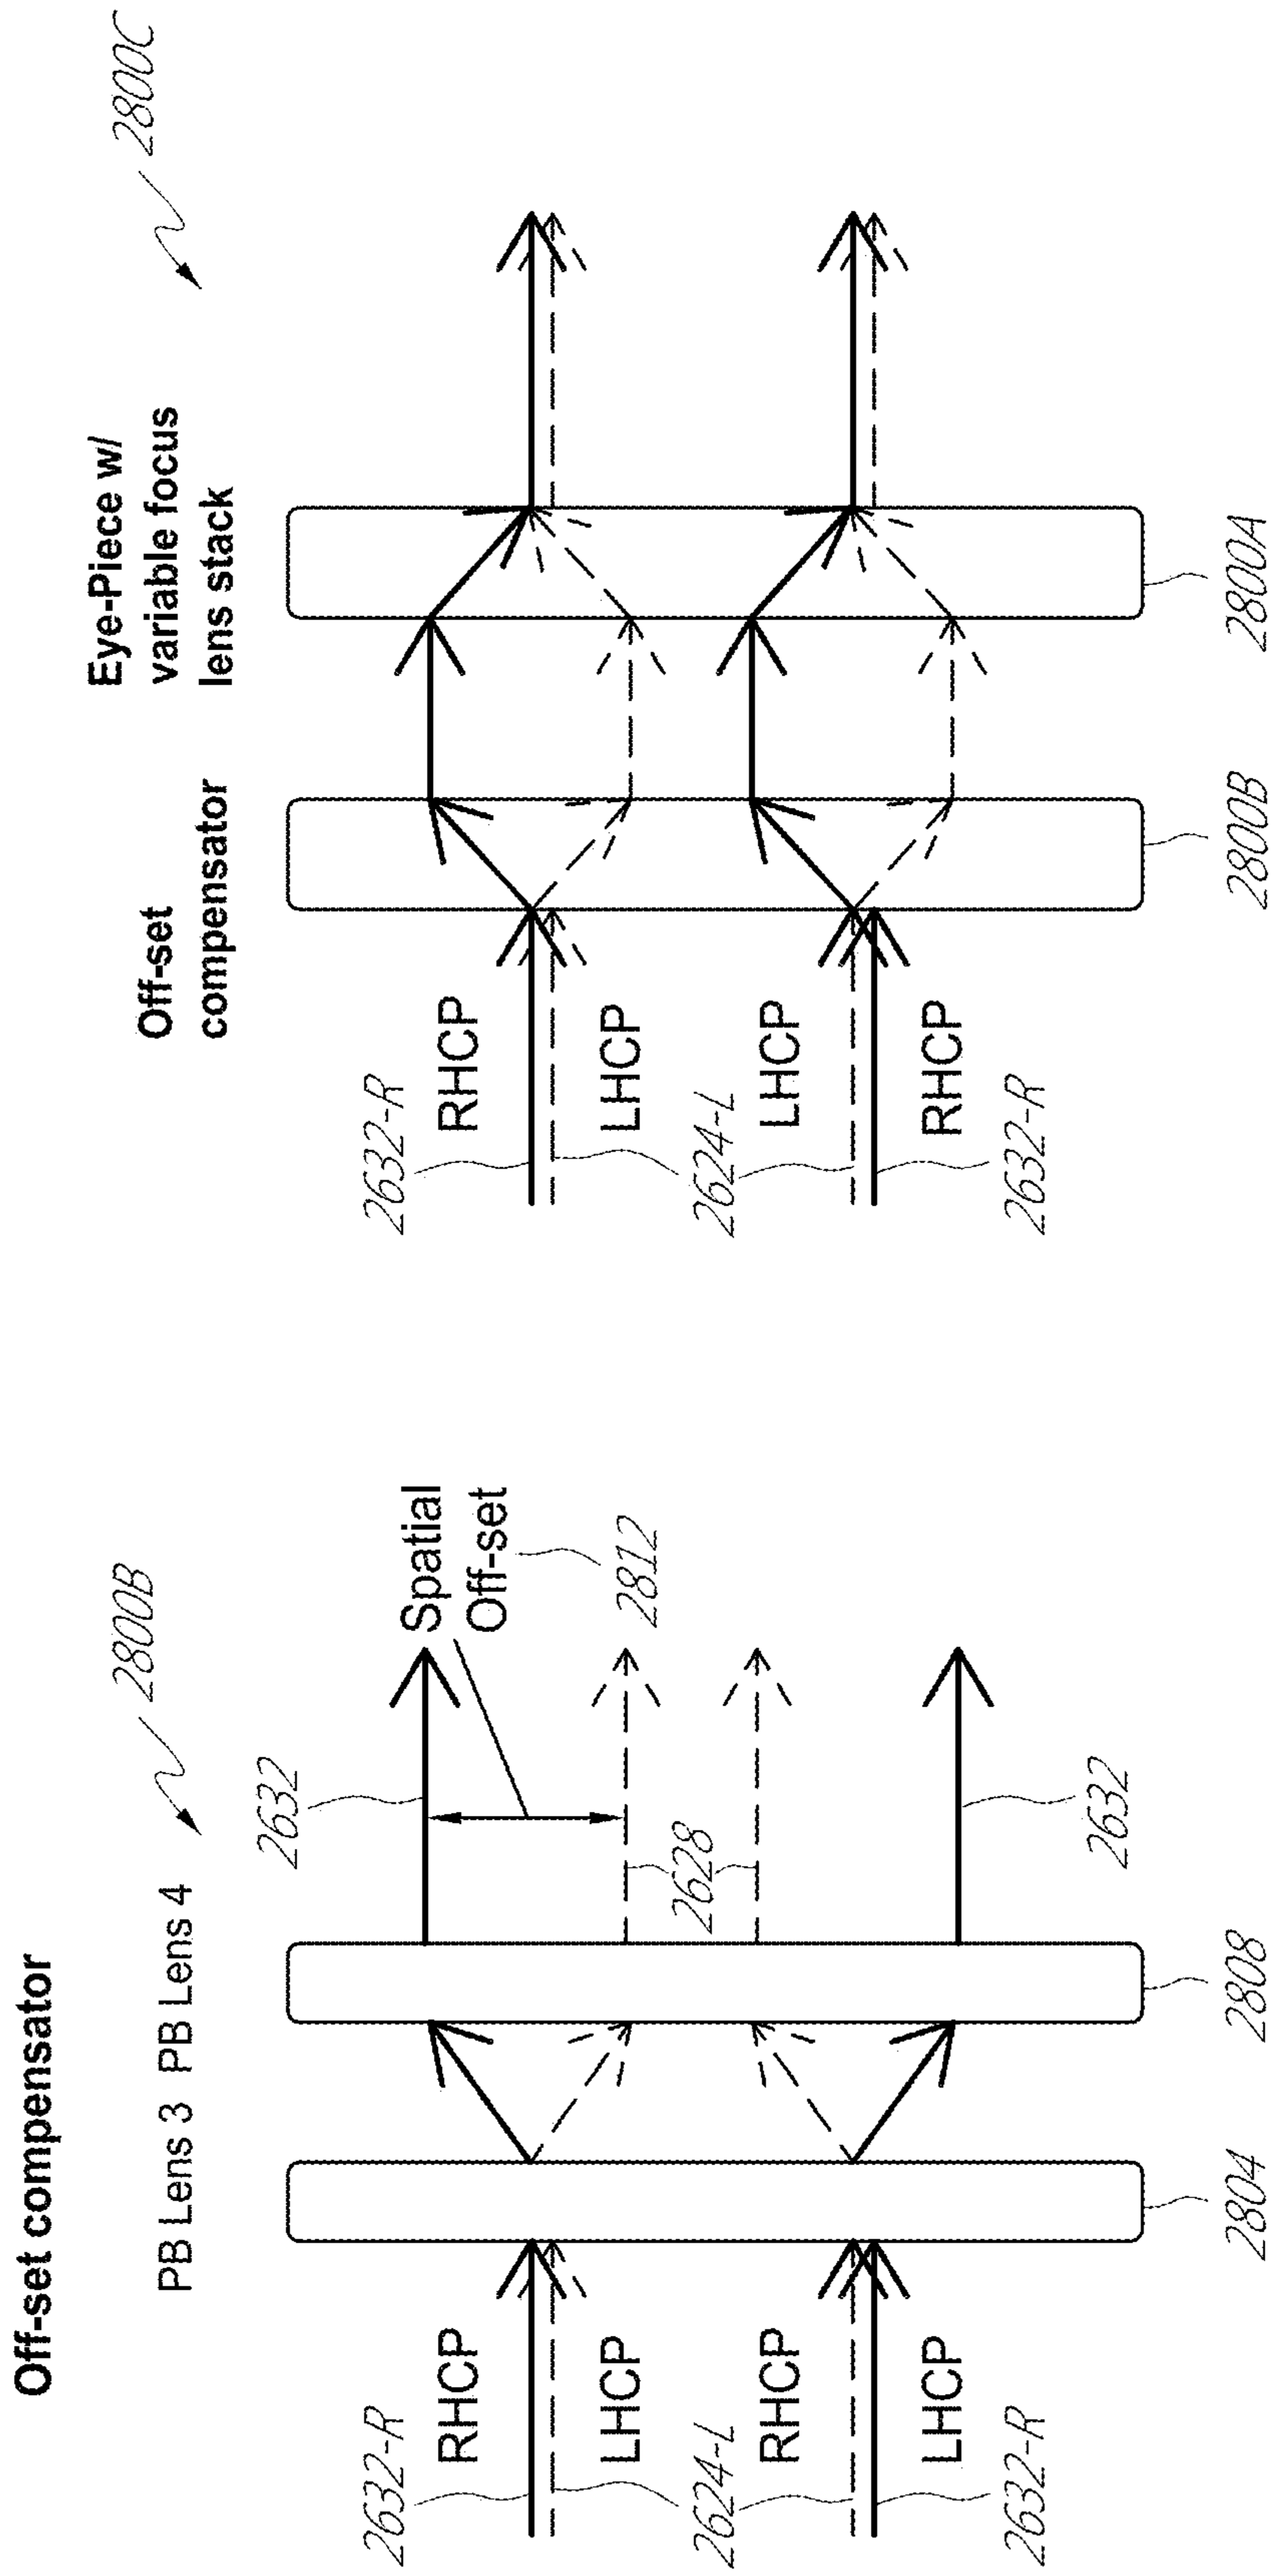 Off-set compensator
PB Lens 3 PB Lens 4
2800B
2632
Spatial
Off-set
2812
2628
2632
2632-R
RHCP
LHCP
2624-L
RHCP
LHCP
2632-R
2804
2808
2800C
Off-set
compensator
Eye-Piece w/
variable focus
lens stack
2632-R
RHCP
LHCP
2624-L
LHCP
RHCP
2632-R
2800B
2800A